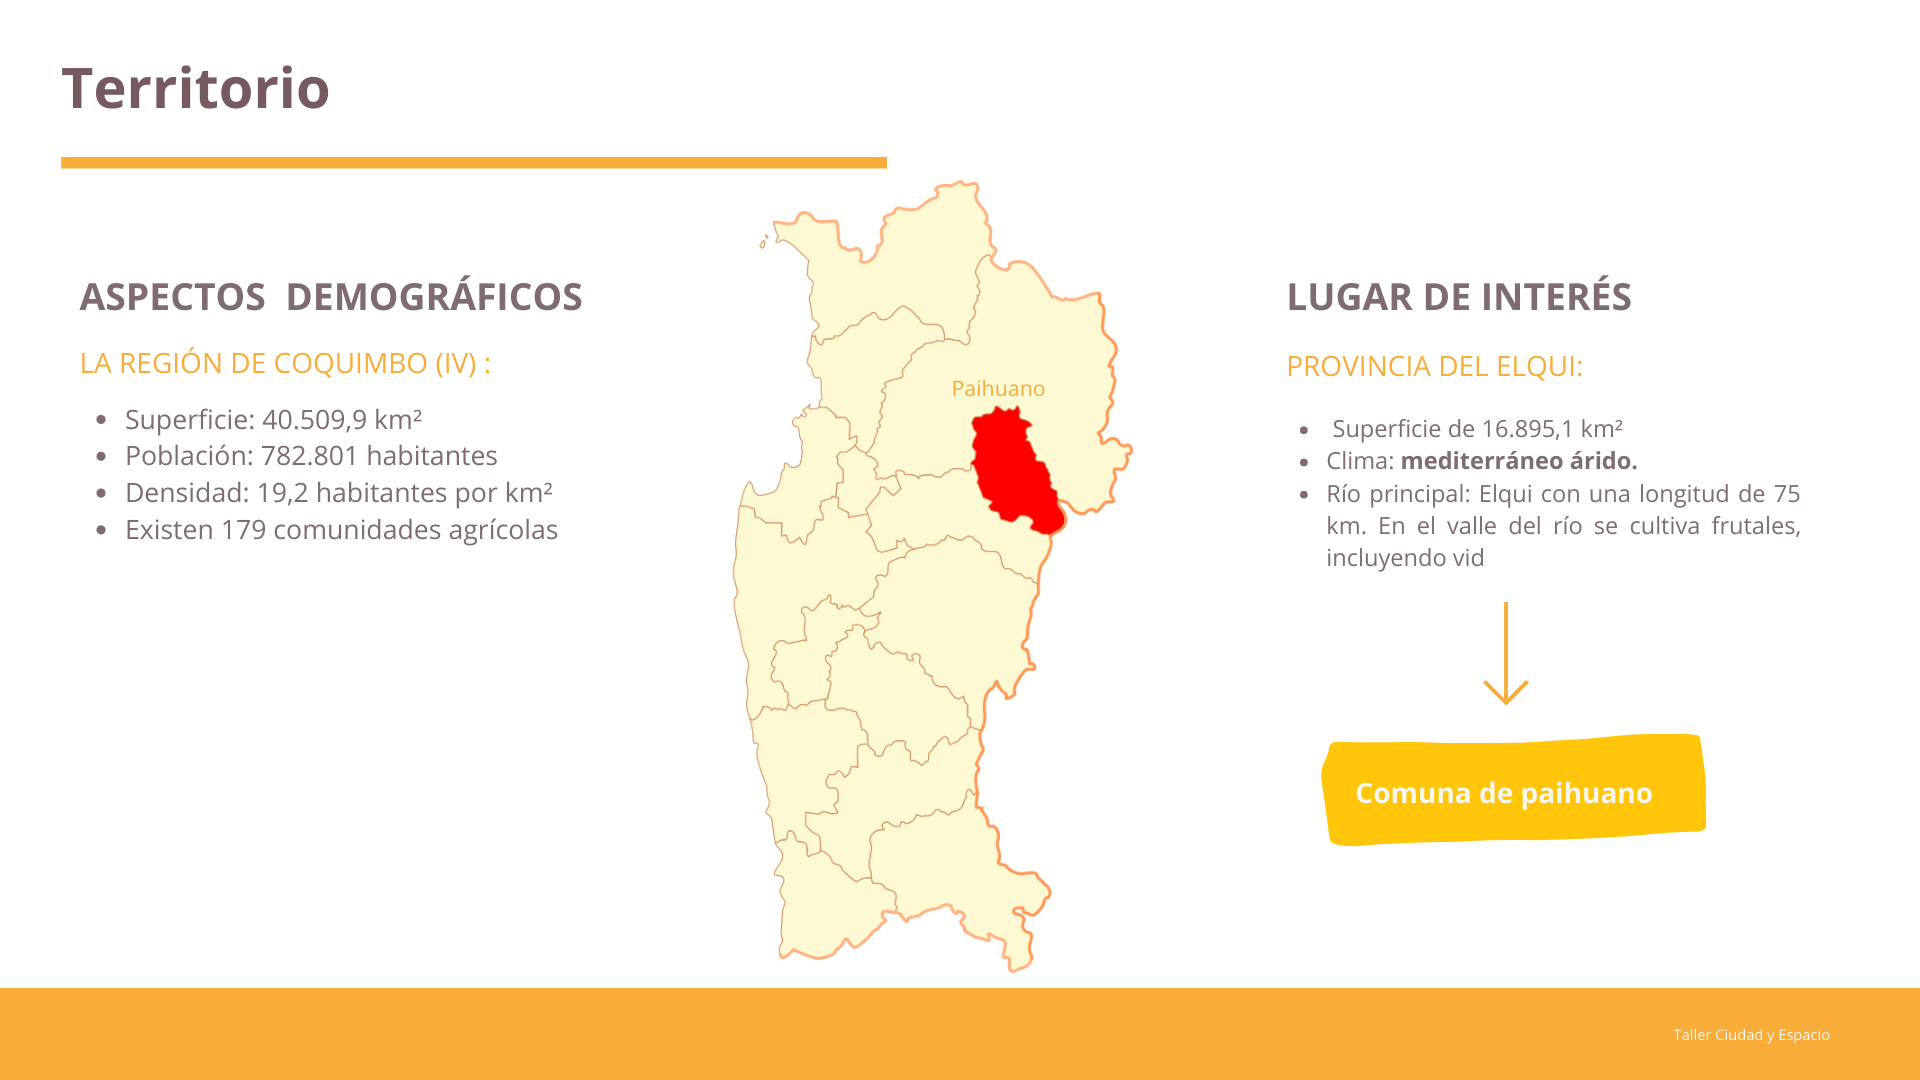 Territorio
ASPECTOS DEMOGRÁFICOS
LA REGIÓN DE COQUIMBO (IV) :
• Superficie: 40.509,9 km²
• Población: 782.801 habitantes
• Densidad: 19,2 habitantes por km²
• Existen 179 comunidades agrícolas
Paihuano
LUGAR DE INTERÉS
PROVINCIA DEL ELQUI:
• Superficie de 16.895,1 km²
• Clima: mediterráneo árido.
• Río principal: Elqui con una longitud de 75
km. En el valle del río se cultiva frutales,
incluyendo vid
Comuna de paihuano
Taller Ciudad y Espacio